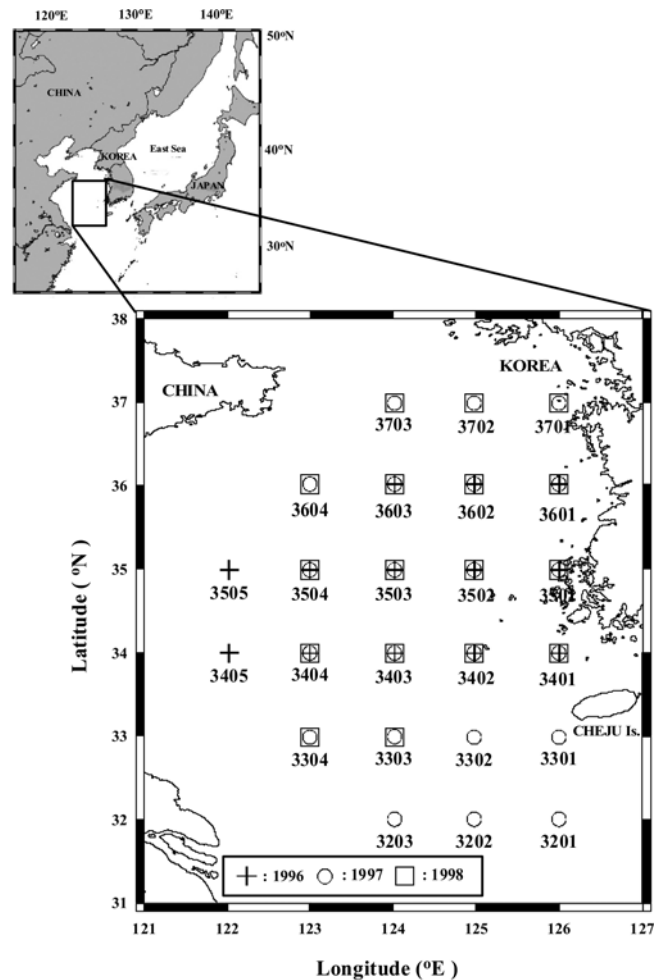 120°E 130°E 140°E
50°N
CHINA
40°N
KOREA
East Sea
JAPAN
30°N
38
KOREA
CHINA
37
3703 3702 3701
36
3604 3603 3602 3601
35
3505 3504 3503 3502 3501
34
3405 3404 3403 3402 3401
33
CHEJU Is.
3304 3303 3302 3301
32
3203 3202 3201
: 1996 : 1997 : 1998
31
121 122 123 124 125 126 127
Latitude ( °N)
Longitude (°E)